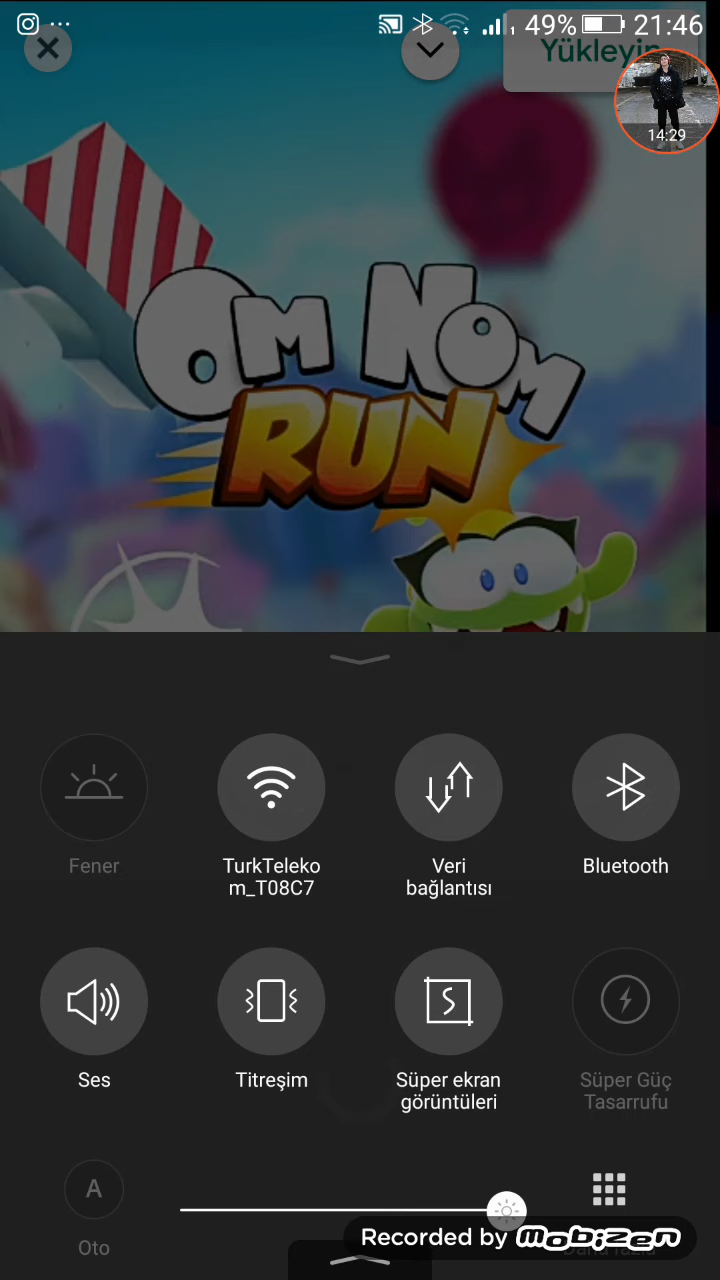 49% 21:46
Yükleyin
14:29
OM NOM
RUN
Fener
TurkTeleko
m_T08C7
Veri
bağlantısı
Bluetooth
Ses
Titreşim
Süper ekran
görüntüleri
Süper Güç
Tasarrufu
A
Oto
Recorded by mobizen